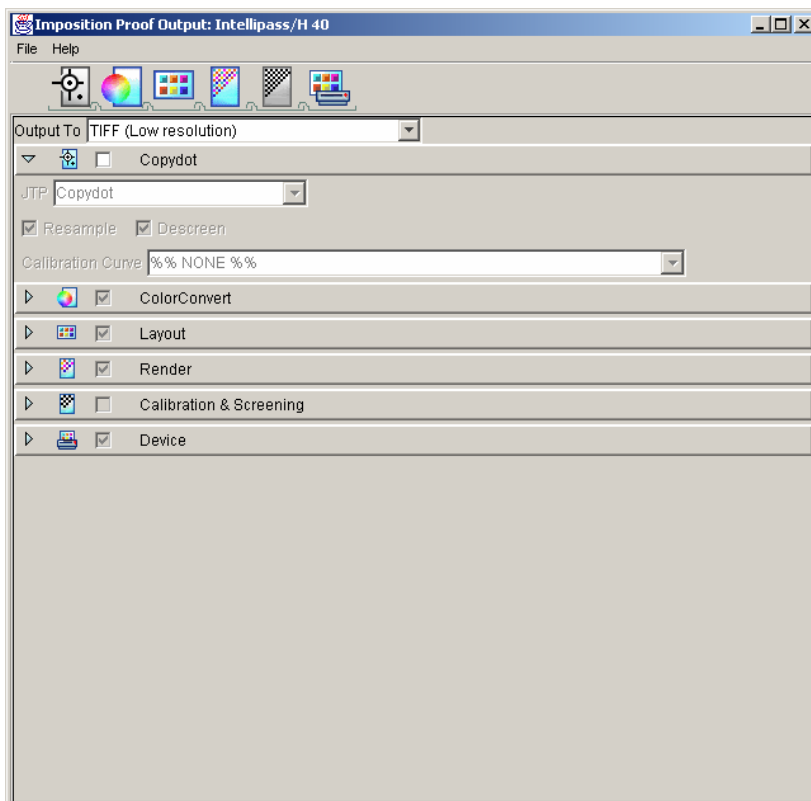 Imposition Proof Output: Intellipass/H 40
File Help
Output To TIFF (Low resolution)
Copydot
JTP Copydot
Resample Descreen
Calibration Curve %% NONE %%
ColorConvert
Layout
Render
Calibration & Screening
Device